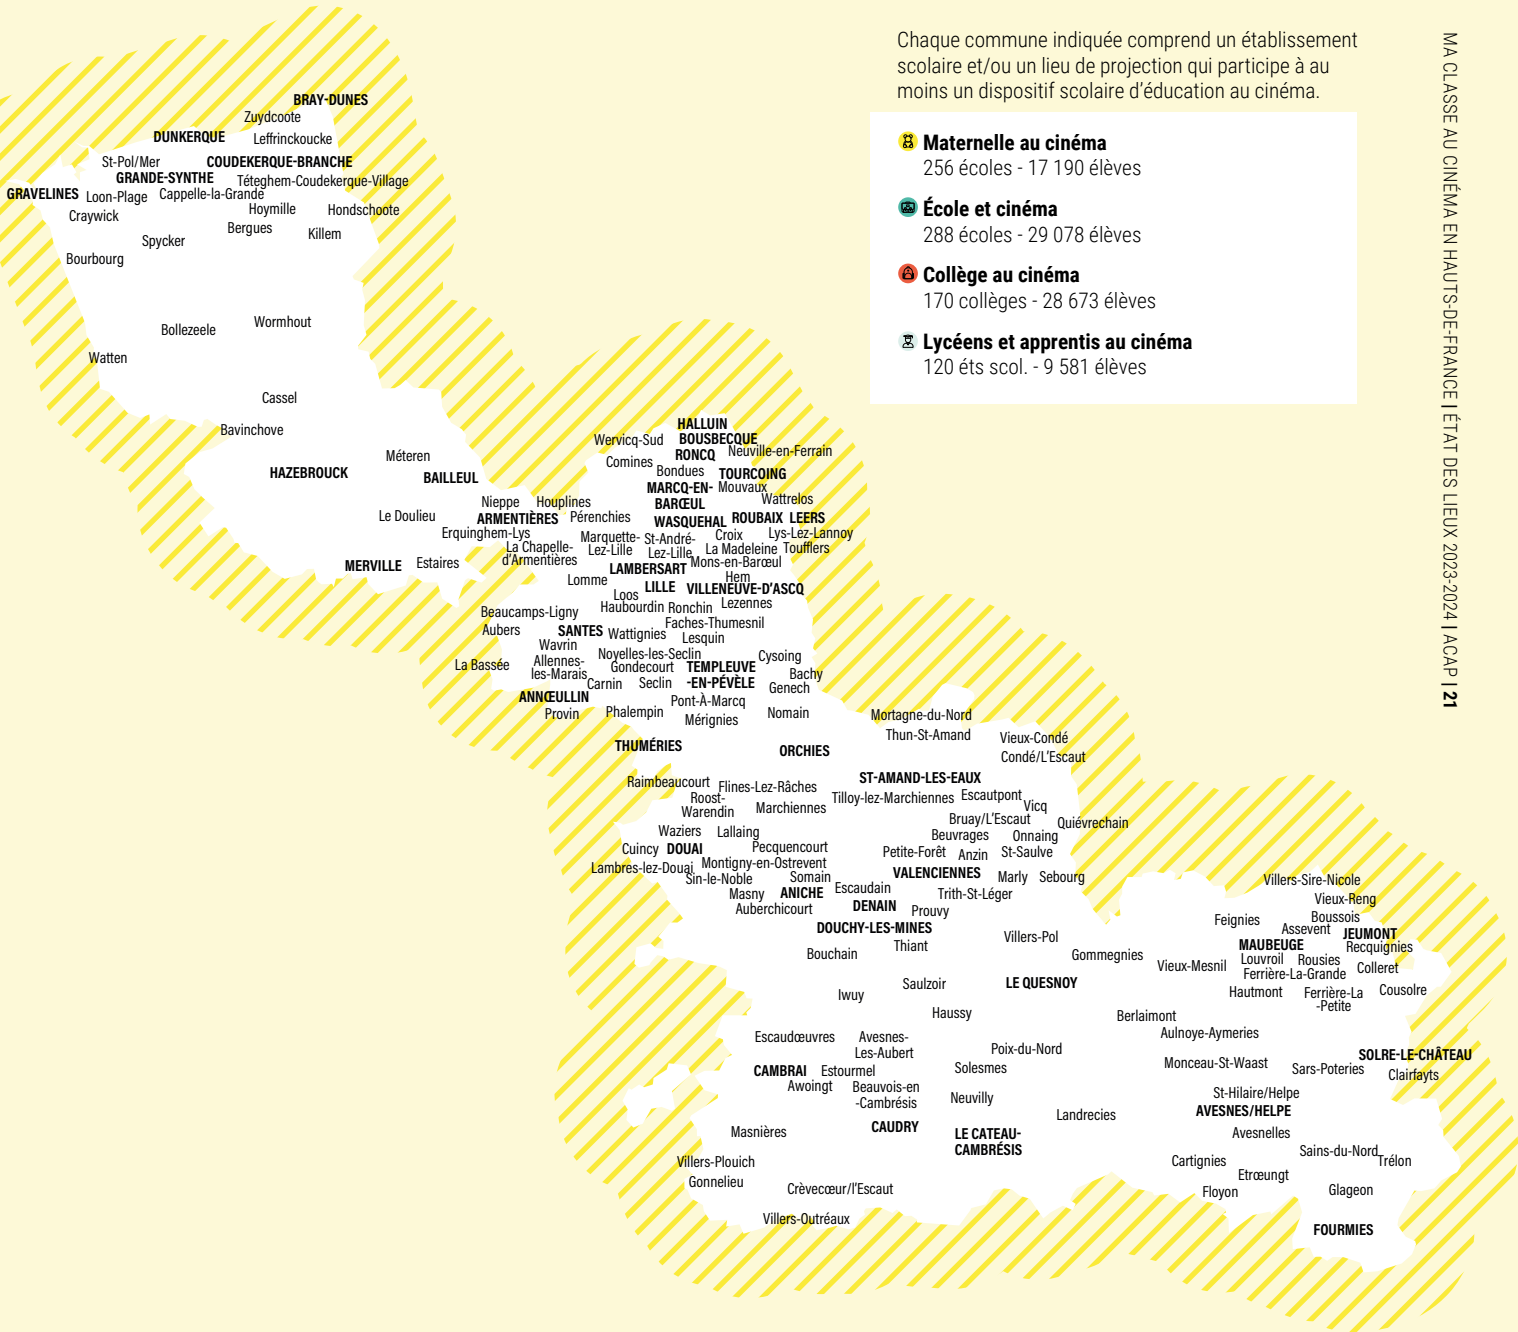 Chaque commune indiquée comprend un établissement
scolaire et/ou un lieu de projection qui participe à au
moins un dispositif scolaire d'éducation au cinéma.
Maternelle au cinéma
256 écoles - 17 190 élèves
École et cinéma
288 écoles - 29 078 élèves
Collège au cinéma
170 collèges - 28 673 élèves
Lycéens et apprentis au cinéma
120 éts scol. - 9 581 élèves
MA CLASSE AU CINÉMA EN HAUTS-DE-FRANCE | ÉTAT DES LIEUX 2023-2024 | ACAP | 21
BRAY-DUNES
Zuydcoote
DUNKERQUE
Leffrinckoucke
St-Pol/Mer
COUDEKERQUE-BRANCHE
GRANDE-SYNTHE
Téteghem-Coudekerque-Village
GRAVELINES
Loon-Plage
Cappelle-la-Grande
Craywick
Hoymille
Hondschoote
Bergues
Killem
Spycker
Bourbourg
Bollezeele
Wormhout
Watten
Cassel
Bavinchove
Méteren
HAZEBROUCK
BAILLEUL
Le Doulieu
MERVILLE
Estaires
HALLUIN
Wervicq-Sud
BOUSBECQUE
RONCQ
Neuville-en-Ferrain
Comines
Bondues
TOURCOING
MARCQ-EN-
BARŒUL
Mouvaux
Wattrelos
Nieppe
Houplines
ARMENTIÈRES
Pérenchies
WASQUEHAL
ROUBAIX
LEERS
Erquinghem-Lys
Marquette-
Lez-Lille
St-André-
Lez-Lille
Croix
Lys-Lez-Lannoy
La Chapelle-
d'Armentières
La Madeleine
Toufflers
Mons-en-Barœul
LAMBERSART
Hem
Lomme
LILLE
VILLENEUVE-D'ASCQ
Loos
Haubourdin
Ronchin
Lezennes
Beaucamps-Ligny
Faches-Thumesnil
Aubers
SANTES
Wattignies
Lesquin
Wavrin
Noyelles-les-Seclin
Cysoing
La Bassée
Allennes-
les-Marais
Gondecourt
TEMPLEUVE
-EN-PÉVÈLE
Bachy
Carnin
Seclin
Genech
ANNŒULLIN
Pont-À-Marcq
Provin
Phalempin
Mérignies
Nomain
THUMÉRIES
ORCHIES
Mortagne-du-Nord
Thun-St-Amand
Vieux-Condé
Condé/L'Escaut
ST-AMAND-LES-EAUX
Raimbeaucourt
Flines-Lez-Râches
Roost-
Warendin
Marchiennes
Tilloy-lez-Marchiennes
Escautpont
Vicq
Bruay/L'Escaut
Quiévrechain
Waziers
Lallaing
Beuvrages
Onnaing
Cuincy
DOUAI
Pecquencourt
Petite-Forêt
Anzin
St-Saulve
Lambres-lez-Douai
Montigny-en-Ostrevent
Sin-le-Noble
Somain
VALENCIENNES
Marly
Sebourg
Masny
ANICHE
Escaudain
Trith-St-Léger
Auberchicourt
DENAIN
Prouvy
DOUCHY-LES-MINES
Bouchain
Thiant
Villers-Pol
Gommegnies
Saulzoir
LE QUESNOY
Iwuy
Haussy
Villers-Sire-Nicole
Vieux-Reng
Feignies
Boussois
Assevent
JEUMONT
MAUBEUGE
Recquignies
Vieux-Mesnil
Louvroil
Rousies
Ferrière-La-Grande
Colleret
Hautmont
Ferrière-La
-Petite
Cousolre
Berlaimont
Aulnoye-Aymeries
Escaudœuvres
Avesnes-
Les-Aubert
Poix-du-Nord
Monceau-St-Waast
Sars-Poteries
SOLRE-LE-CHÂTEAU
Clairfayts
CAMBRAI
Estourmel
Solesmes
Awoingt
Beauvois-en
-Cambrésis
Neuvilly
St-Hilaire/Helpe
AVESNES/HELPE
Landrecies
Masnières
CAUDRY
LE CATEAU-
CAMBRÉSIS
Avesnelles
Sains-du-Nord
Trélon
Villers-Plouich
Cartignies
Gonnelieu
Etrœungt
Crèvecœur/l'Escaut
Floyon
Glageon
Villers-Outréaux
FOURMIES